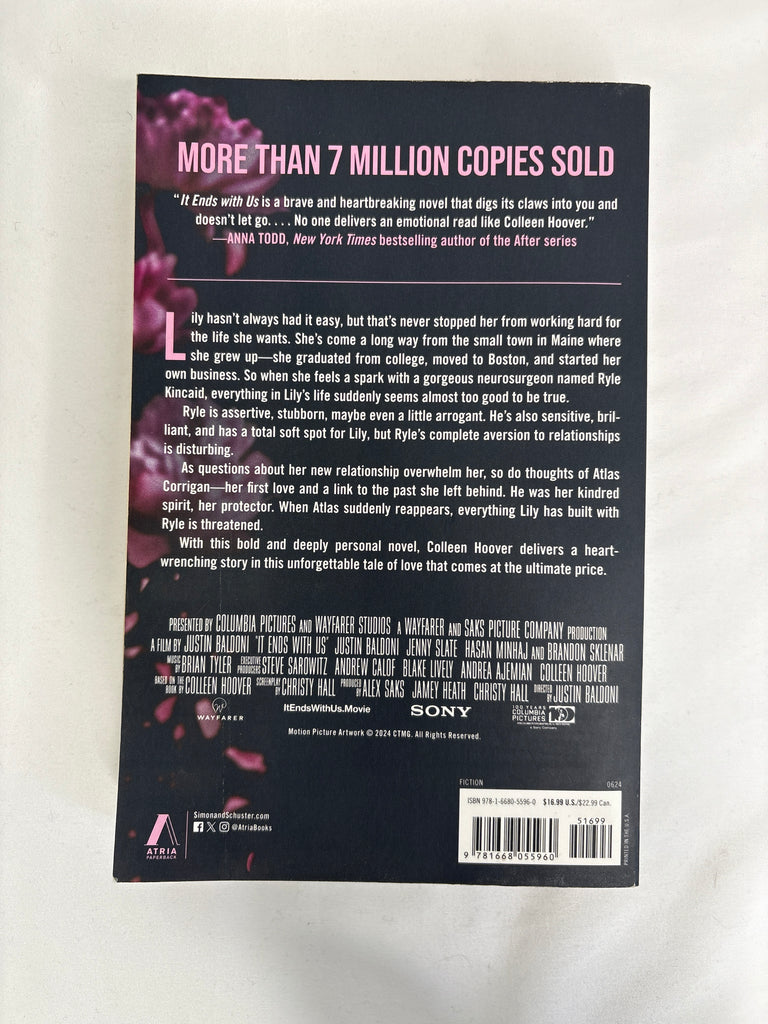 MORE THAN 7 MILLION COPIES SOLD
"It Ends with Us is a brave and heartbreaking novel that digs its claws into you and
doesn't let go. . . . No one delivers an emotional read like Colleen Hoover."
—ANNA TODD, New York Times bestselling author of the After series
Lily hasn't always had it easy, but that's never stopped her from working hard for
the life she wants. She's come a long way from the small town in Maine where
she grew up—she graduated from college, moved to Boston, and started her
own business. So when she feels a spark with a gorgeous neurosurgeon named Ryle
Kincaid, everything in Lily's life suddenly seems almost too good to be true.
Ryle is assertive, stubborn, maybe even a little arrogant. He's also sensitive, bril-
liant, and has a total soft spot for Lily, but Ryle's complete aversion to relationships
is disturbing.
As questions about her new relationship overwhelm her, so do thoughts of Atlas
Corrigan—her first love and a link to the past she left behind. He was her kindred
spirit, her protector. When Atlas suddenly reappears, everything Lily has built with
Ryle is threatened.
With this bold and deeply personal novel, Colleen Hoover delivers a heart-
wrenching story in this unforgettable tale of love that comes at the ultimate price.
PRESENTED BY COLUMBIA PICTURES AND WAYFARER STUDIOS A WAYFARER AND SAKS PICTURE COMPANY PRODUCTION
A FILM BY JUSTIN BALDONI "IT ENDS WITH US" JUSTIN BALDONI JENNY SLATE HASAN MINHAJ AND BRANDON SKLENAR
MUSIC BY BRIAN TYLER EXECUTIVE PRODUCERS STEVE SAROWITZ ANDREW CALOF BLAKE LIVELY ANDREA AJEMIAN COLLEEN HOOVER
BASED ON THE BOOK BY COLLEEN HOOVER SCREENPLAY BY CHRISTY HALL PRODUCED BY ALEX SAKS JAMEY HEATH CHRISTY HALL DIRECTED BY JUSTIN BALDONI
WAYFARER
ItEndsWithUs.Movie
SONY
100 YEARS
COLUMBIA
PICTURES
a Sony Company
Motion Picture Artwork © 2024 CTMG. All Rights Reserved.
FICTION 0624
ISBN 978-1-6680-5596-0 $16.99 U.S./$22.99 Can.
51699
9 781668 055960
PRINTED IN THE U.S.A.
ATRIA
PAPERBACK
SimonandSchuster.com
@AtriaBooks